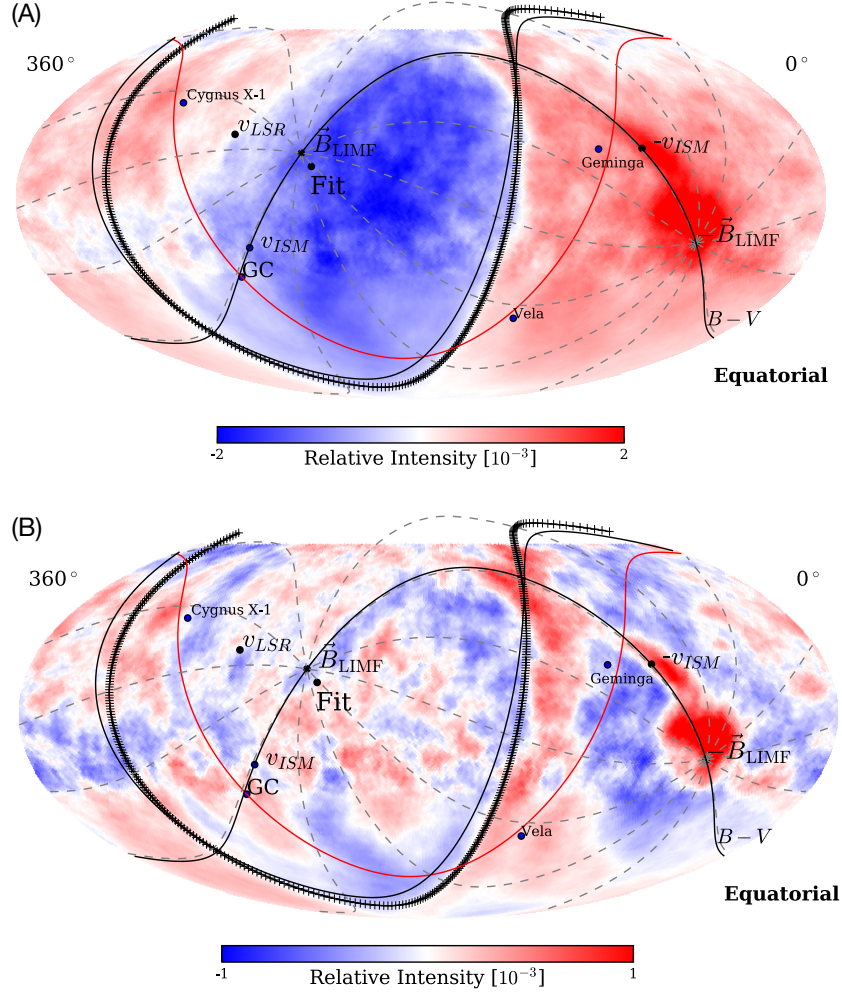 (A)
360°
0°
Cygnus X-1
v_LSR
B⃗_LIMF
Fit
Geminga
-v_ISM
v_ISM
GC
-B⃗_LIMF
Vela
B − V
Equatorial
-2
2
Relative Intensity [10⁻³]
(B)
360°
0°
Cygnus X-1
v_LSR
B⃗_LIMF
Fit
Geminga
-v_ISM
v_ISM
GC
-B⃗_LIMF
Vela
B − V
Equatorial
-1
1
Relative Intensity [10⁻³]